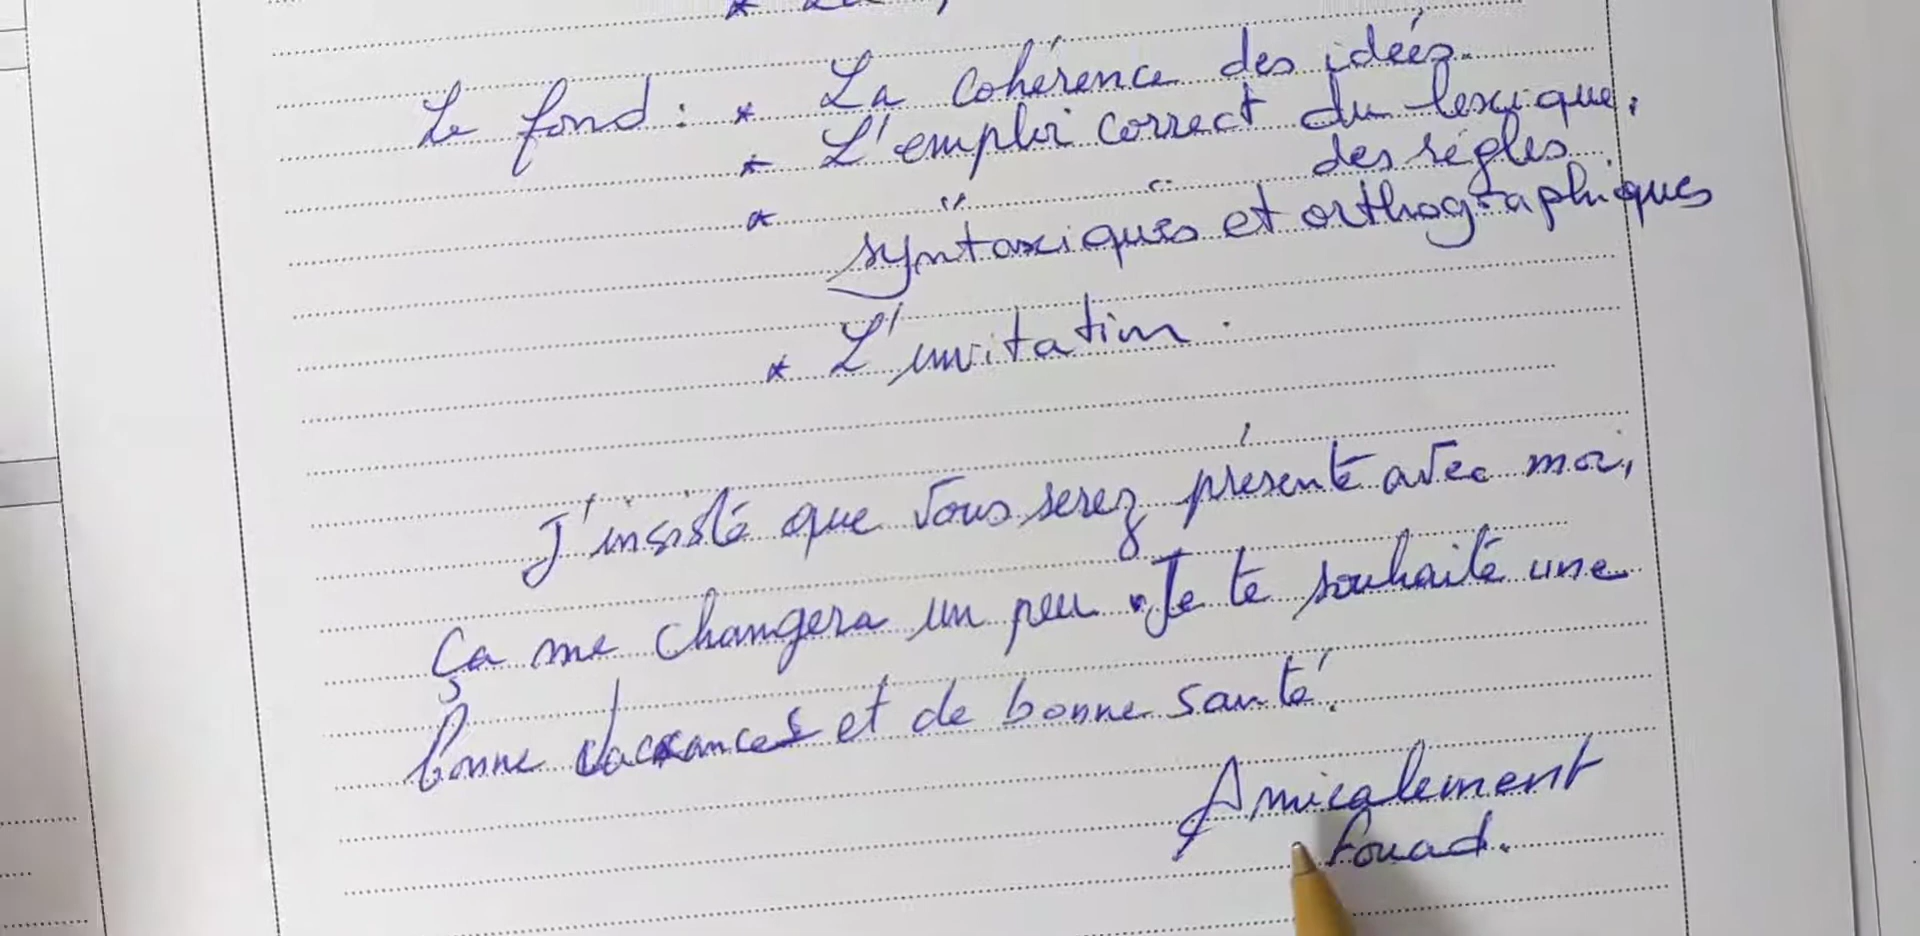 Le fond : * La cohérence des idées.
* L'emploi correct du lexique.
* " " des régles
syntaxiques et orthographiques
* L'invitation.
J'insiste que vous serez présente avec moi,
ça me changera un peu. Je te souhaite une
bonne vacances et de bonne santé.
Amicalement
Fouad.